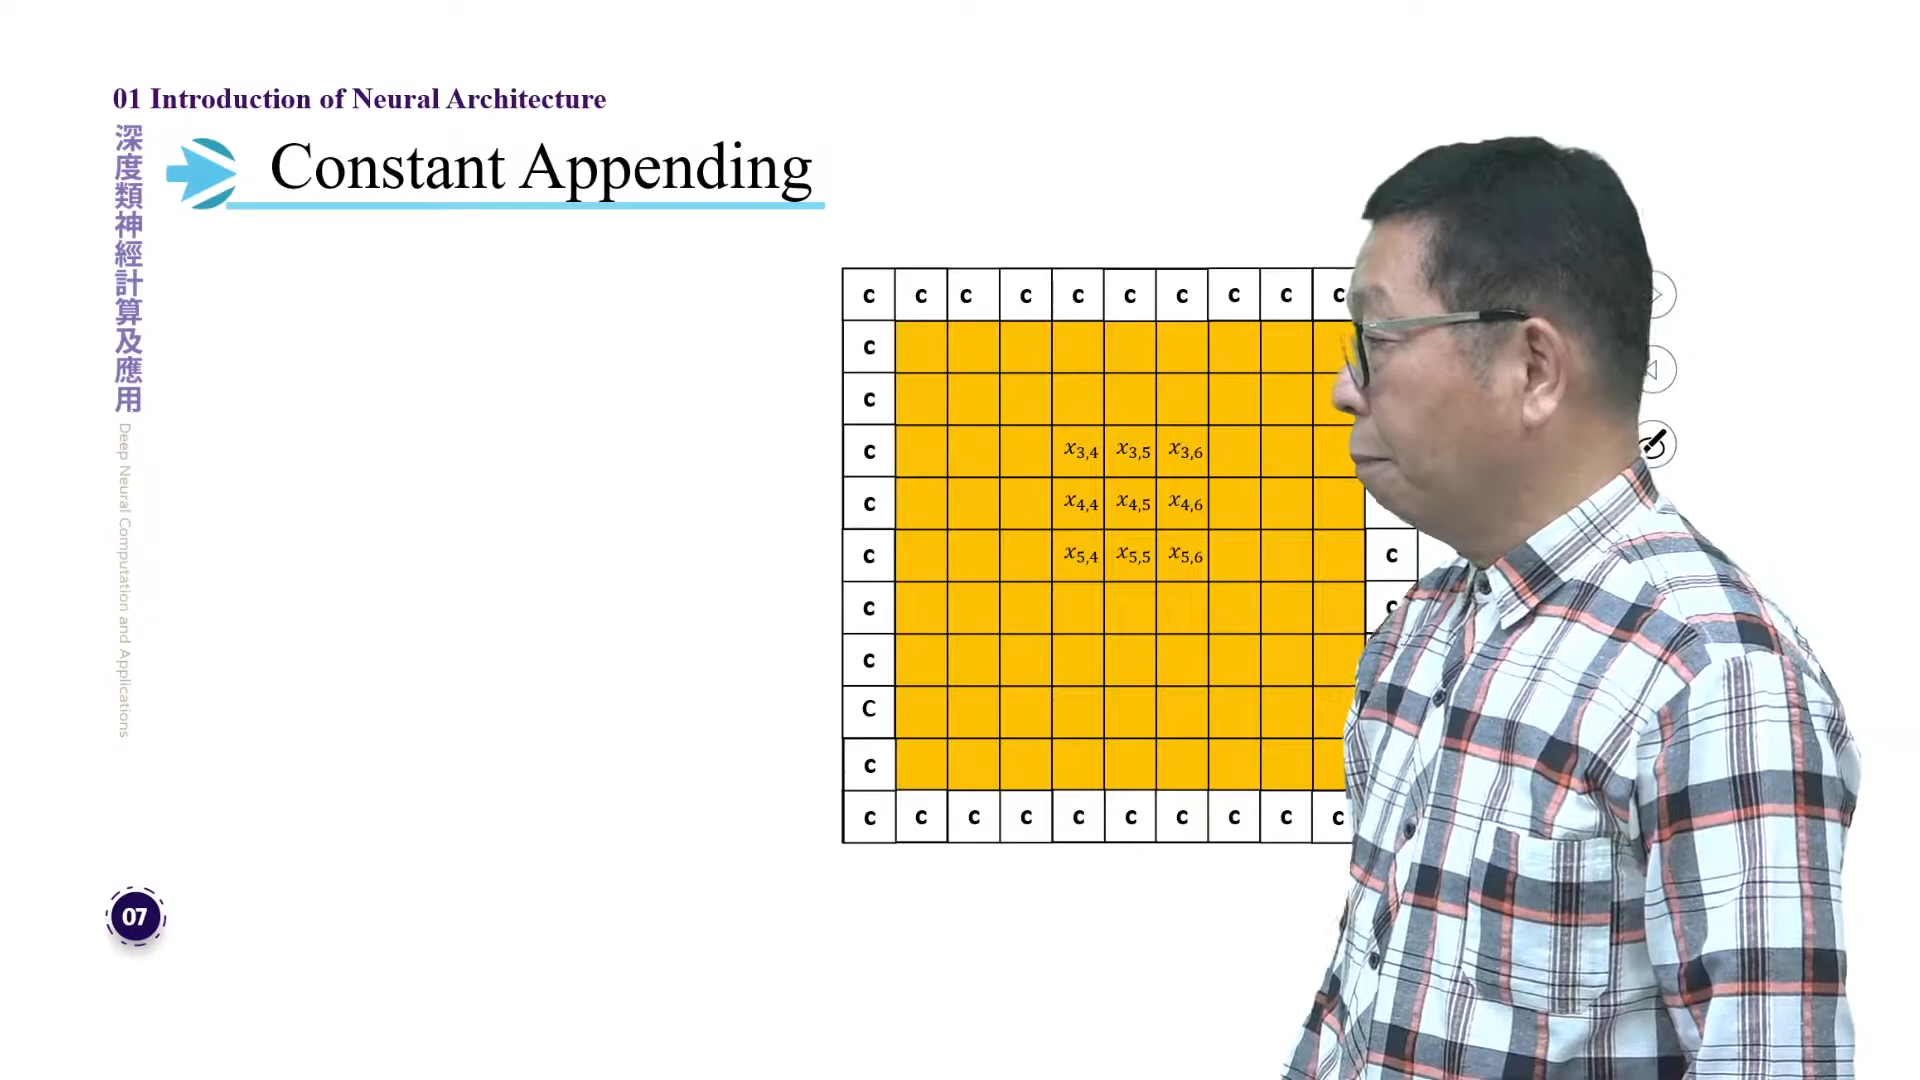 01 Introduction of Neural Architecture
Constant Appending
深度類神經計算及應用
Deep Neural Computation and Applications
c c c c c c c c c c
c
c
c x3,4 x3,5 x3,6
c x4,4 x4,5 x4,6
c x5,4 x5,5 x5,6 c
c c
c
C
c
c c c c c c c c c c
07